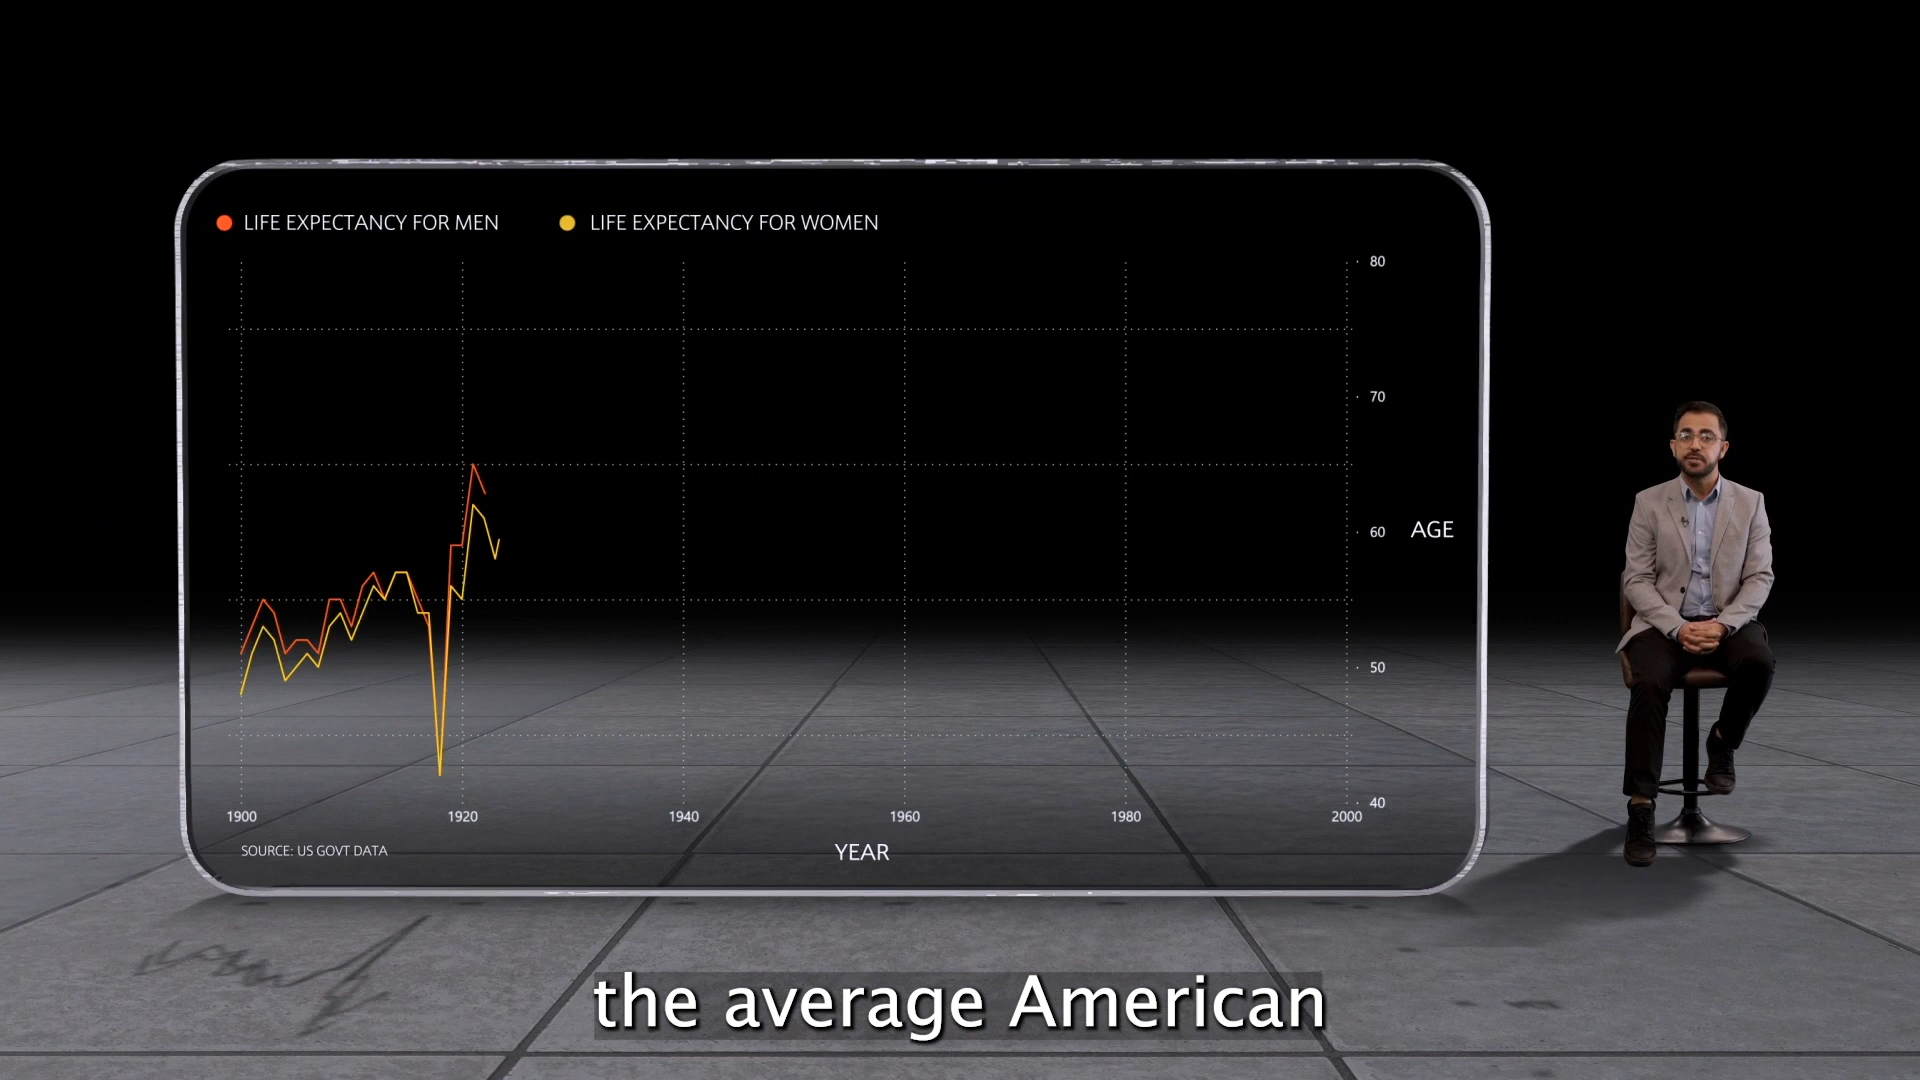 LIFE EXPECTANCY FOR MEN
LIFE EXPECTANCY FOR WOMEN
80
70
60
AGE
50
40
1900
1920
1940
1960
1980
2000
SOURCE: US GOVT DATA
YEAR
the average American